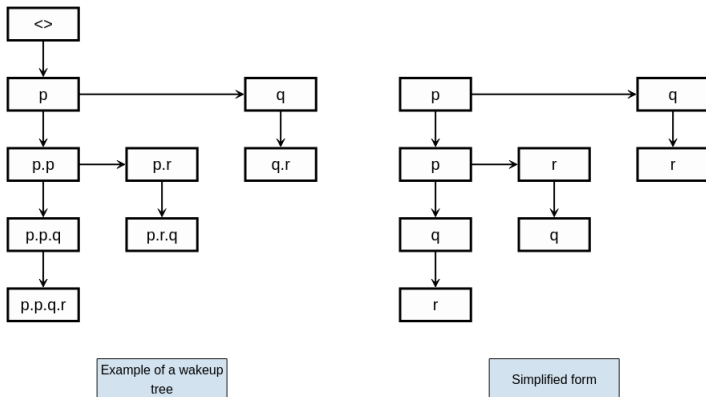 <>
p
q
p
q
p.p
p.r
q.r
p
r
r
p.p.q
p.r.q
q
q
p.p.q.r
r
Example of a wakeup
tree
Simplified form